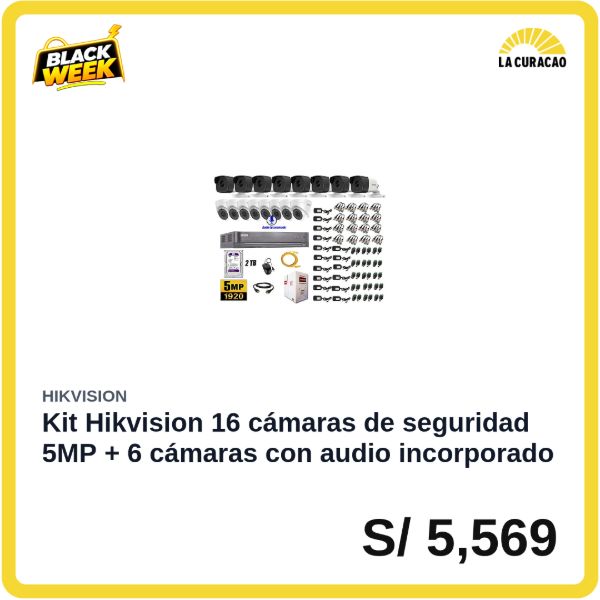 BLACK
WEEK
LA CURACAO
2 TB
5MP
1920
HIKVISION
Kit Hikvision 16 cámaras de seguridad
5MP + 6 cámaras con audio incorporado
S/ 5,569